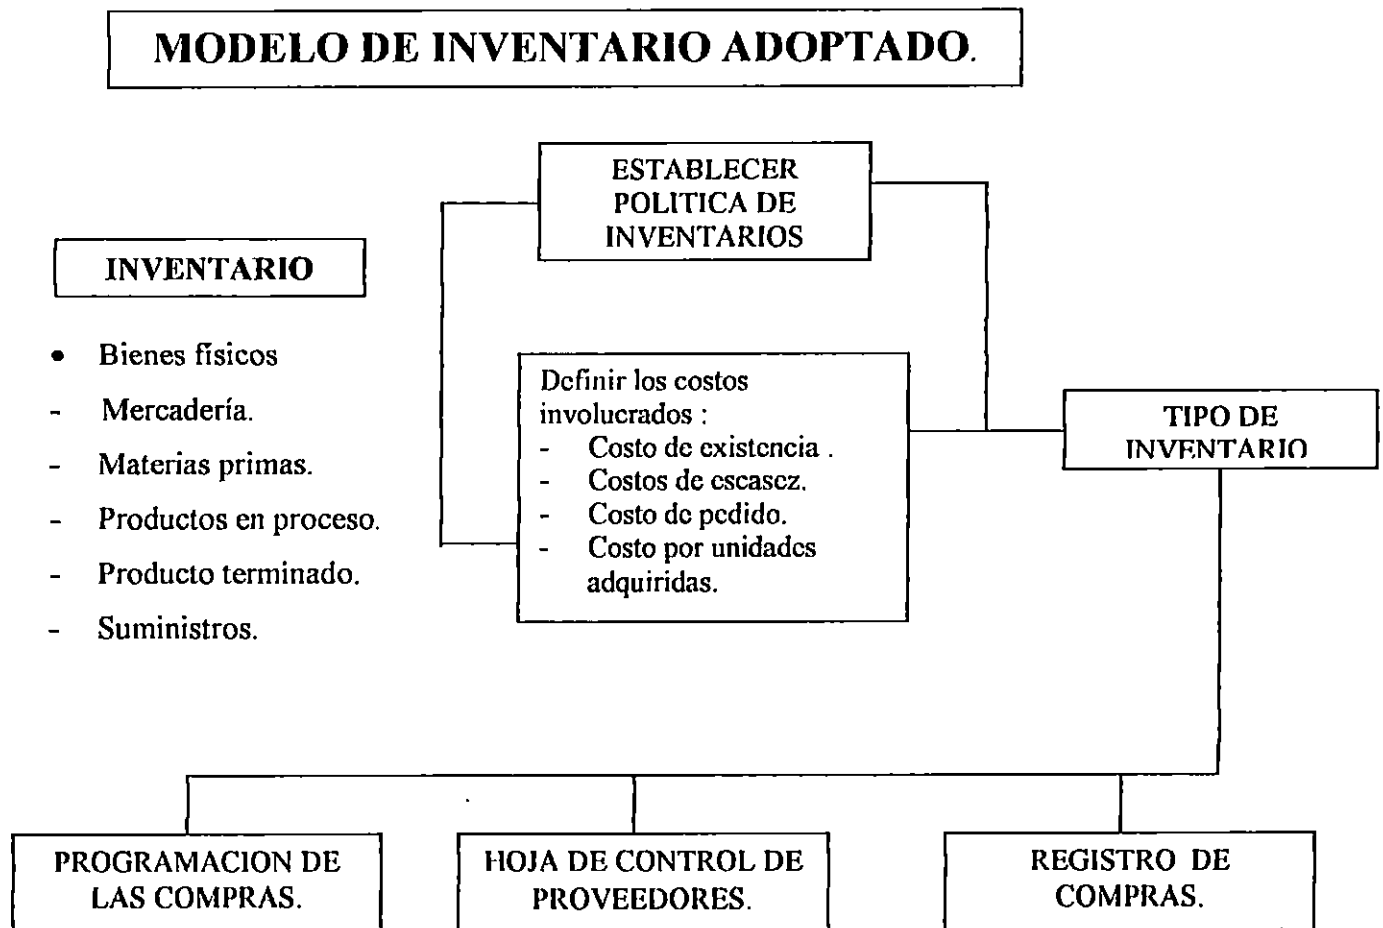 MODELO DE INVENTARIO ADOPTADO.
ESTABLECER
POLITICA DE
INVENTARIOS
INVENTARIO
• Bienes físicos
- Mercadería.
- Materias primas.
- Productos en proceso.
- Producto terminado.
- Suministros.
Definir los costos
involucrados :
- Costo de existencia .
- Costos de escasez.
- Costo de pedido.
- Costo por unidades
adquiridas.
TIPO DE
INVENTARIO
PROGRAMACION DE
LAS COMPRAS.
HOJA DE CONTROL DE
PROVEEDORES.
REGISTRO DE
COMPRAS.